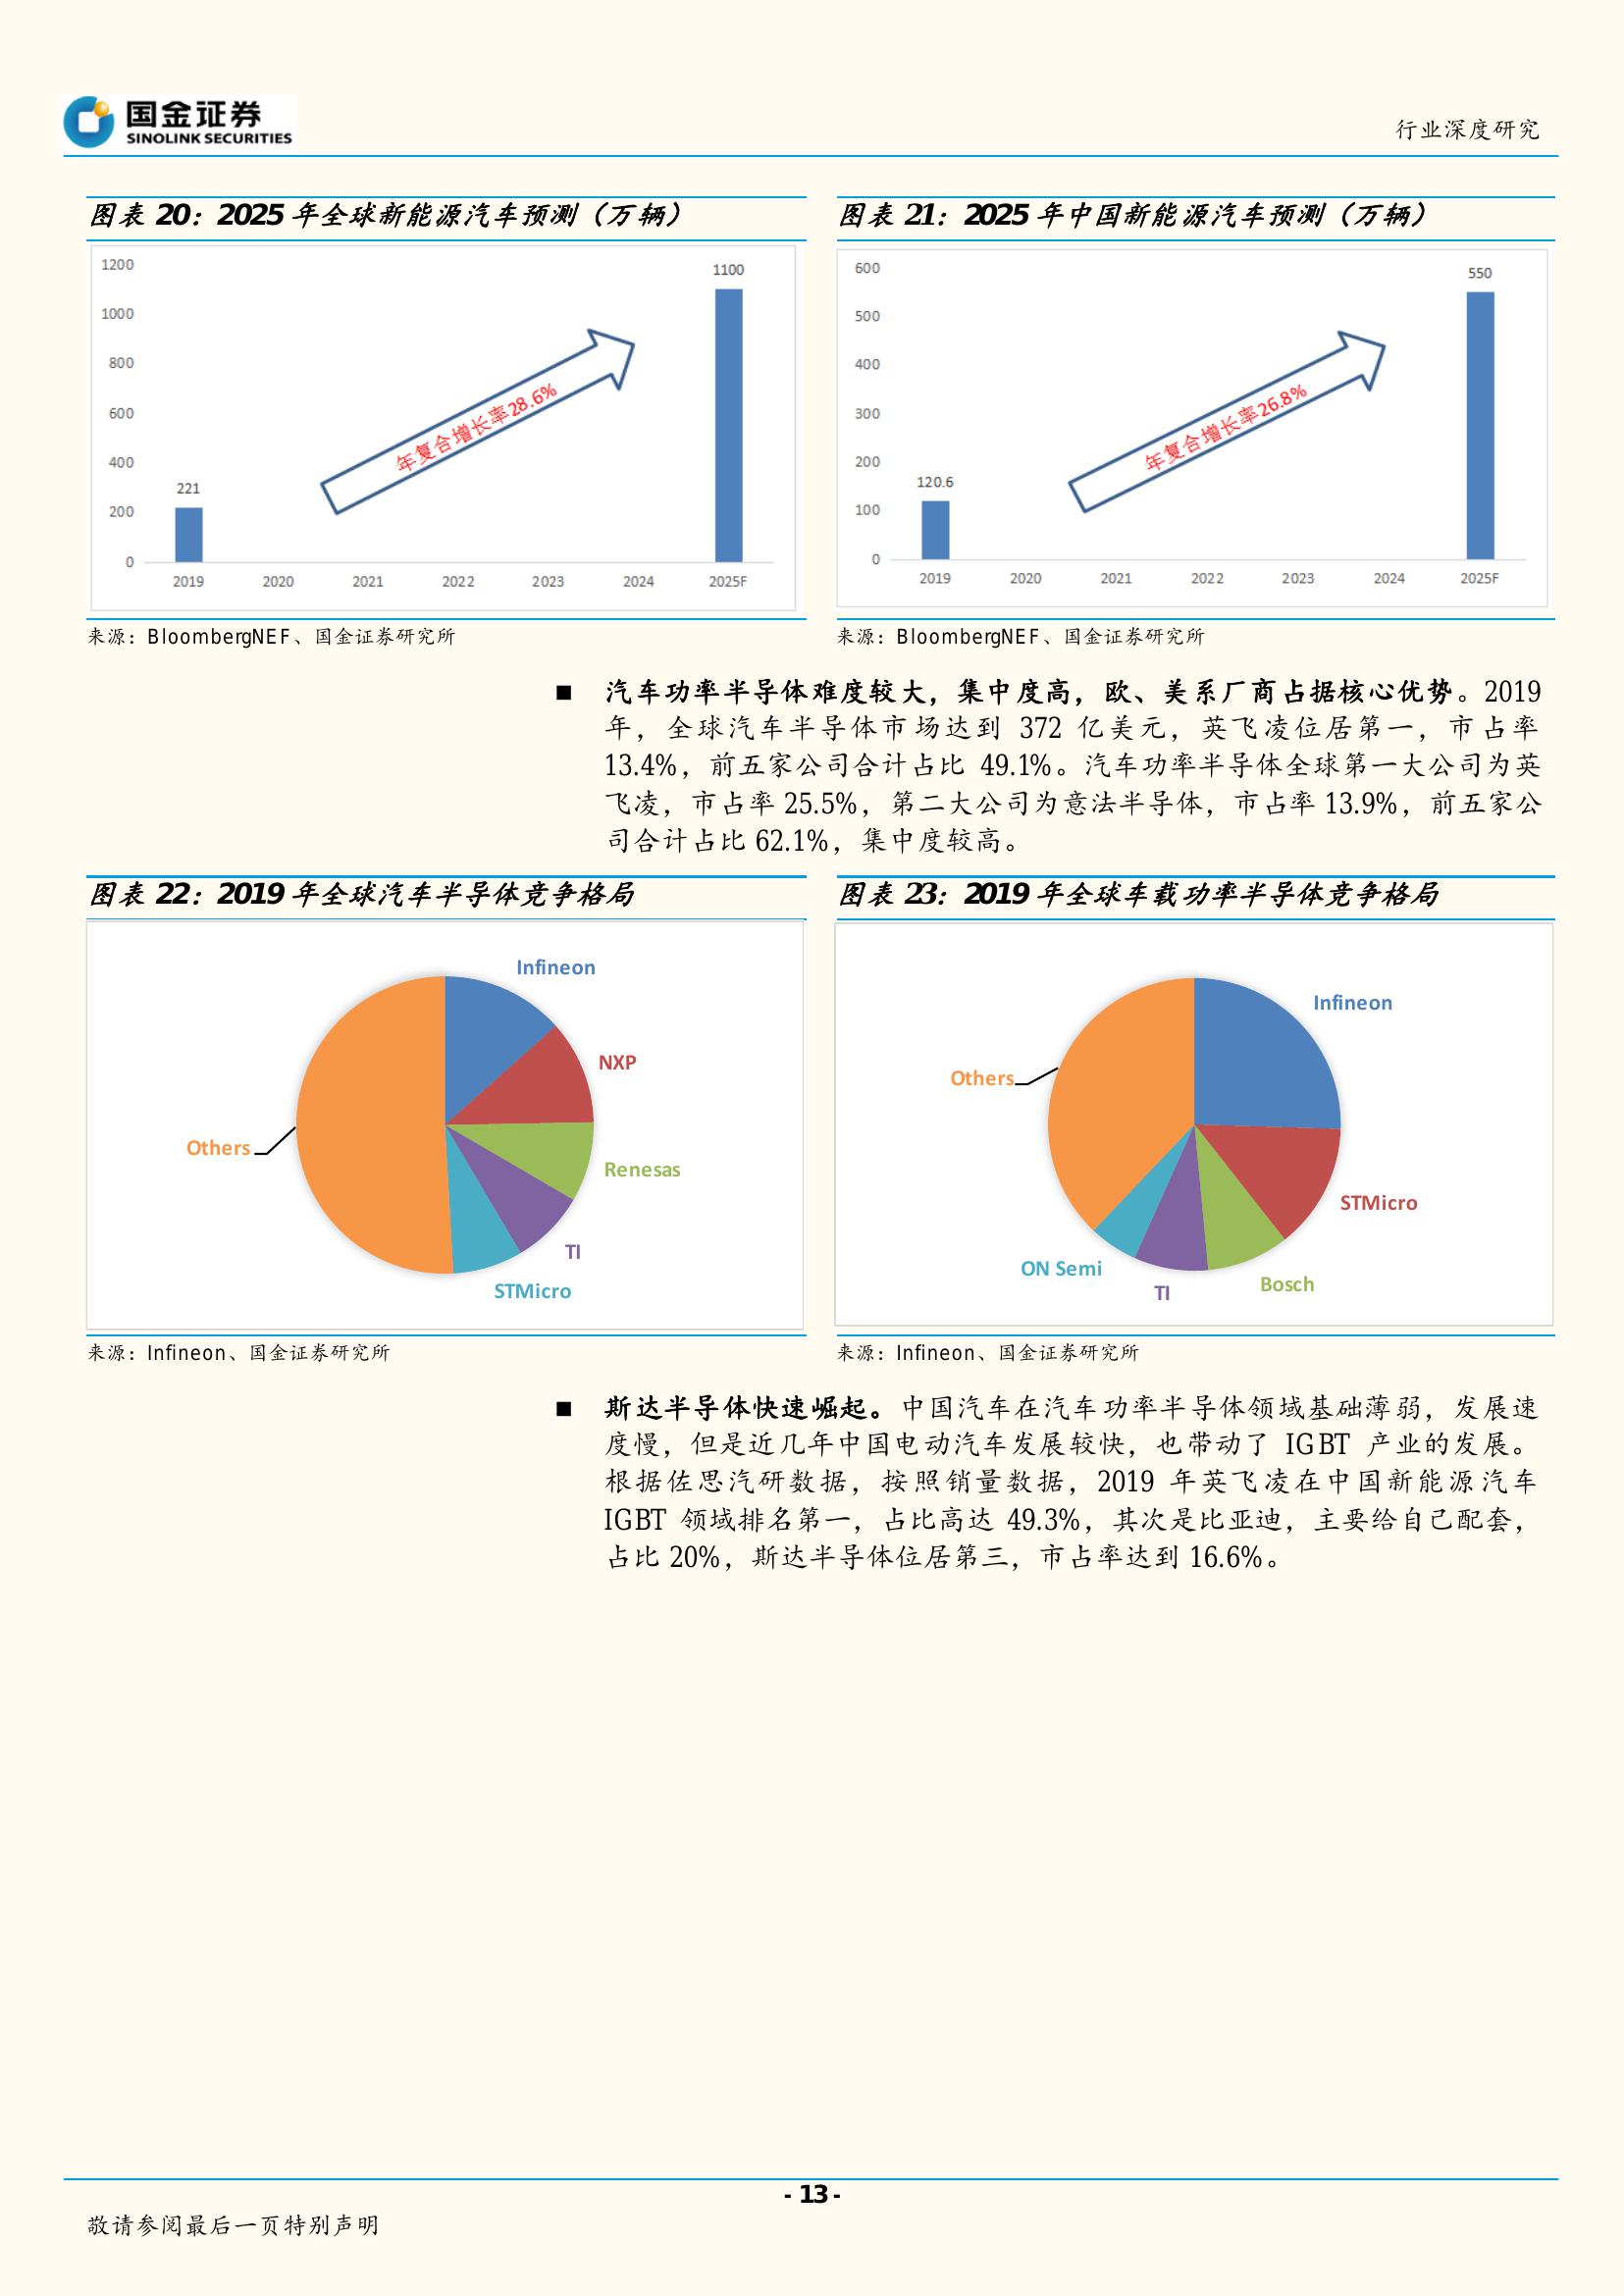 国金证券
SINOLINK SECURITIES
行业深度研究
图表 20：2025 年全球新能源汽车预测（万辆）
1200
1000
800
600
400
200
0
221
1100
年复合增长率28.6%
2019 2020 2021 2022 2023 2024 2025F
来源：BloombergNEF、国金证券研究所
图表 21：2025 年中国新能源汽车预测（万辆）
600
500
400
300
200
100
0
120.6
550
年复合增长率26.8%
2019 2020 2021 2022 2023 2024 2025F
来源：BloombergNEF、国金证券研究所
■ 汽车功率半导体难度较大，集中度高，欧、美系厂商占据核心优势。2019
年，全球汽车半导体市场达到 372 亿美元，英飞凌位居第一，市占率
13.4%，前五家公司合计占比 49.1%。汽车功率半导体全球第一大公司为英
飞凌，市占率 25.5%，第二大公司为意法半导体，市占率 13.9%，前五家公
司合计占比 62.1%，集中度较高。
图表 22：2019 年全球汽车半导体竞争格局
Infineon
NXP
Renesas
TI
STMicro
Others
来源：Infineon、国金证券研究所
图表 23：2019 年全球车载功率半导体竞争格局
Infineon
STMicro
Bosch
TI
ON Semi
Others
来源：Infineon、国金证券研究所
■ 斯达半导体快速崛起。中国汽车在汽车功率半导体领域基础薄弱，发展速
度慢，但是近几年中国电动汽车发展较快，也带动了 IGBT 产业的发展。
根据佐思汽研数据，按照销量数据，2019 年英飞凌在中国新能源汽车
IGBT 领域排名第一，占比高达 49.3%，其次是比亚迪，主要给自己配套，
占比 20%，斯达半导体位居第三，市占率达到 16.6%。
- 13 -
敬请参阅最后一页特别声明